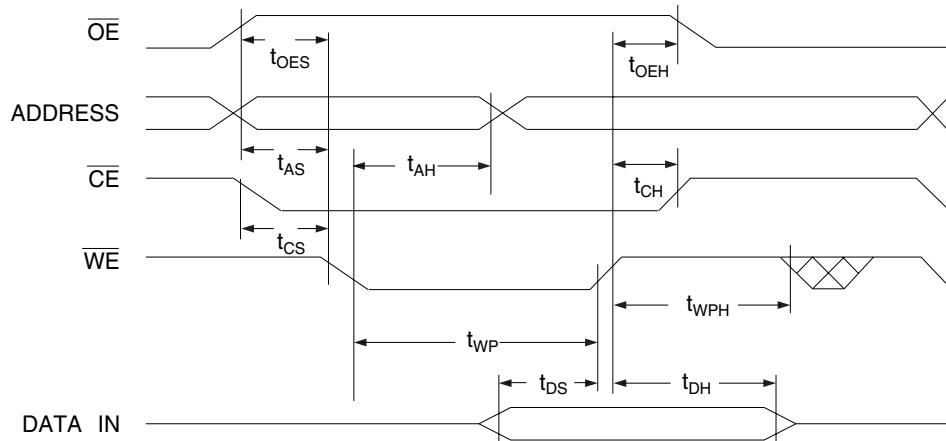 OE
tOES
tOEH
ADDRESS
tAS
tAH
CE
tCH
tCS
WE
tWPH
tWP
tDS
tDH
DATA IN